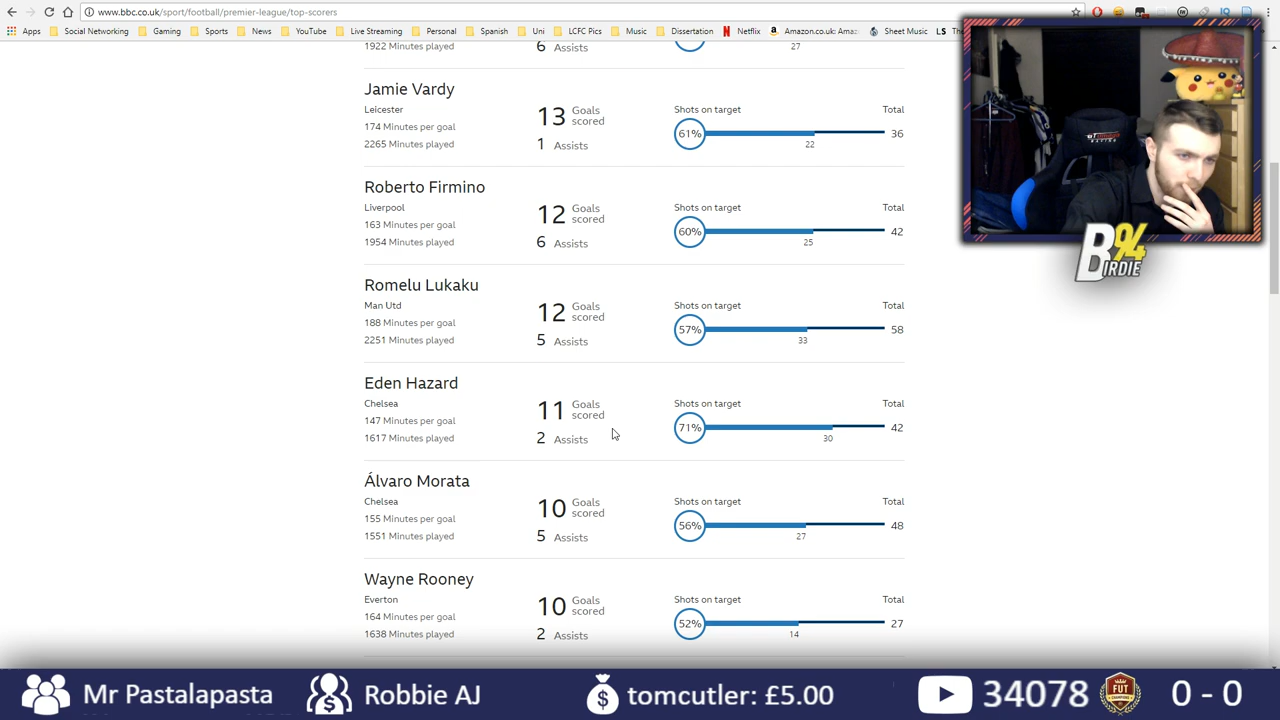 www.bbc.co.uk/sport/football/premier-league/top-scorers
Apps Social Networking Gaming Sports News YouTube Live Streaming Personal Spanish Uni LCFC Pics Music Dissertation Netflix Amazon.co.uk: Amaz Sheet Music LS
1922 Minutes played 6 Assists 27
Jamie Vardy
Leicester
174 Minutes per goal
2265 Minutes played
13 Goals scored
1 Assists
Shots on target Total
61% 36
22
Roberto Firmino
Liverpool
163 Minutes per goal
1954 Minutes played
12 Goals scored
6 Assists
Shots on target Total
60% 42
25
Romelu Lukaku
Man Utd
188 Minutes per goal
2251 Minutes played
12 Goals scored
5 Assists
Shots on target Total
57% 58
33
Eden Hazard
Chelsea
147 Minutes per goal
1617 Minutes played
11 Goals scored
2 Assists
Shots on target Total
71% 42
30
Álvaro Morata
Chelsea
155 Minutes per goal
1551 Minutes played
10 Goals scored
5 Assists
Shots on target Total
56% 48
27
Wayne Rooney
Everton
164 Minutes per goal
1638 Minutes played
10 Goals scored
2 Assists
Shots on target Total
52% 27
14
B94
BIRDIE
Mr Pastalapasta Robbie AJ tomcutler: £5.00 34078 FUT 0 - 0